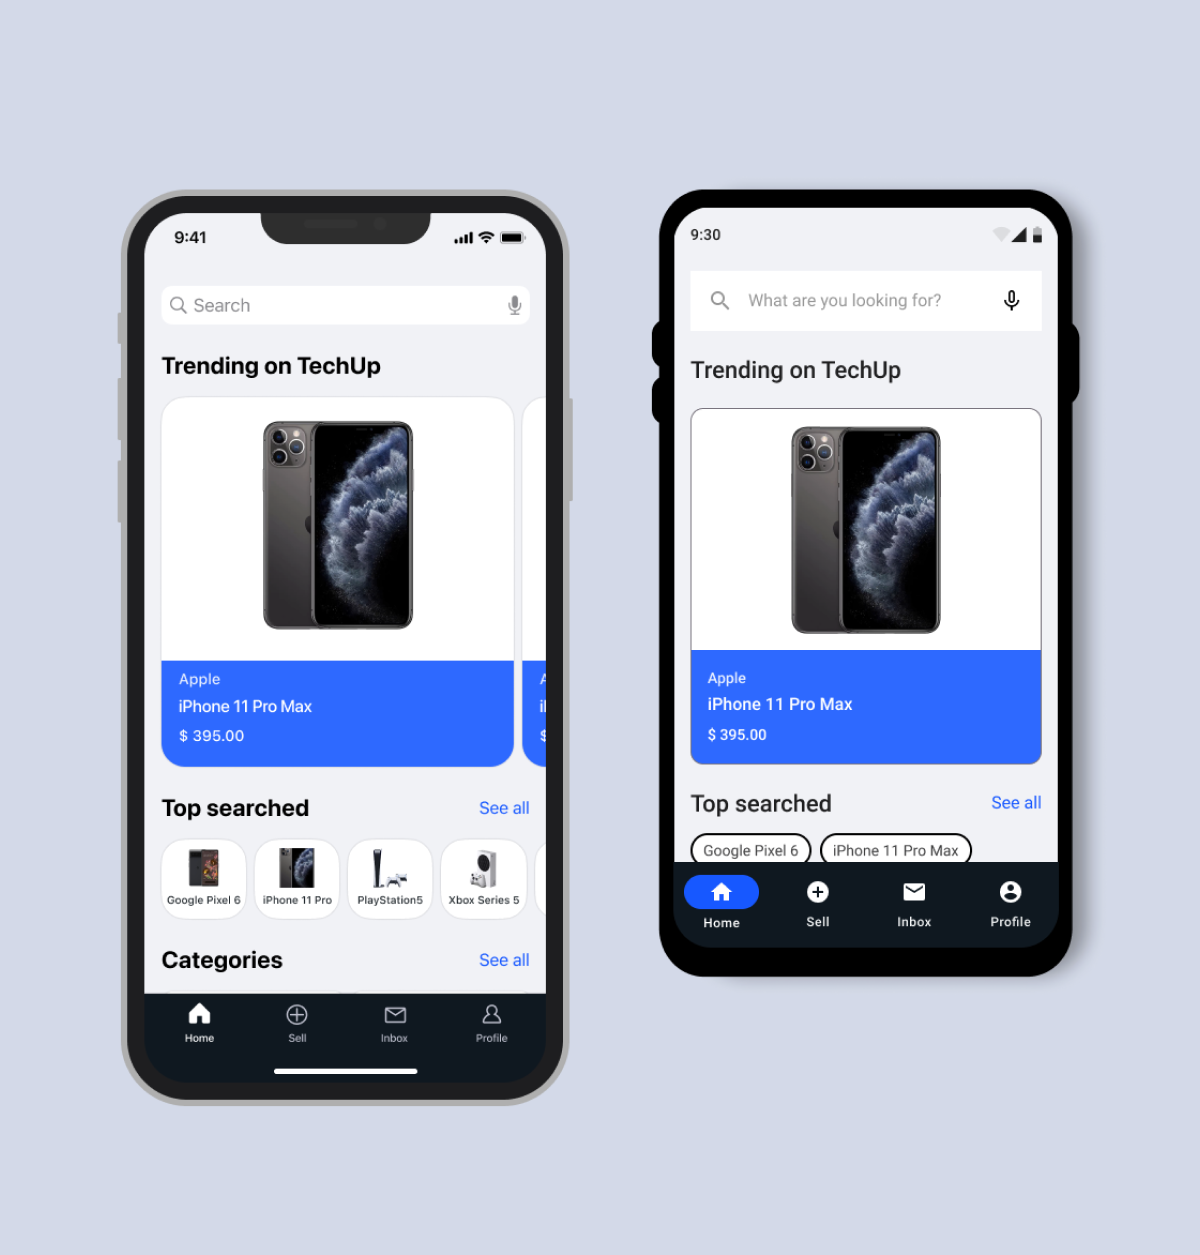 9:41
Search
Trending on TechUp
Apple
iPhone 11 Pro Max
$ 395.00
Top searched
See all
Google Pixel 6
iPhone 11 Pro
PlayStation5
Xbox Series 5
Categories
See all
Home
Sell
Inbox
Profile
9:30
What are you looking for?
Trending on TechUp
Apple
iPhone 11 Pro Max
$ 395.00
Top searched
See all
Google Pixel 6
iPhone 11 Pro Max
Home
Sell
Inbox
Profile